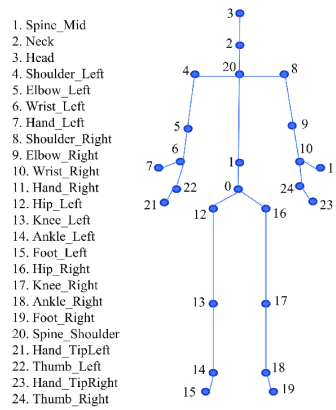 1. Spine_Mid
2. Neck
3. Head
4. Shoulder_Left
5. Elbow_Left
6. Wrist_Left
7. Hand_Left
8. Shoulder_Right
9. Elbow_Right
10. Wrist_Right
11. Hand_Right
12. Hip_Left
13. Knee_Left
14. Ankle_Left
15. Foot_Left
16. Hip_Right
17. Knee_Right
18. Ankle_Right
19. Foot_Right
20. Spine_Shoulder
21. Hand_TipLeft
22. Thumb_Left
23. Hand_TipRight
24. Thumb_Right
3
2
4 20 8
5 9
6 10
7 1 1
22 0 24
21 23
12 16
13 17
14 18
15 19